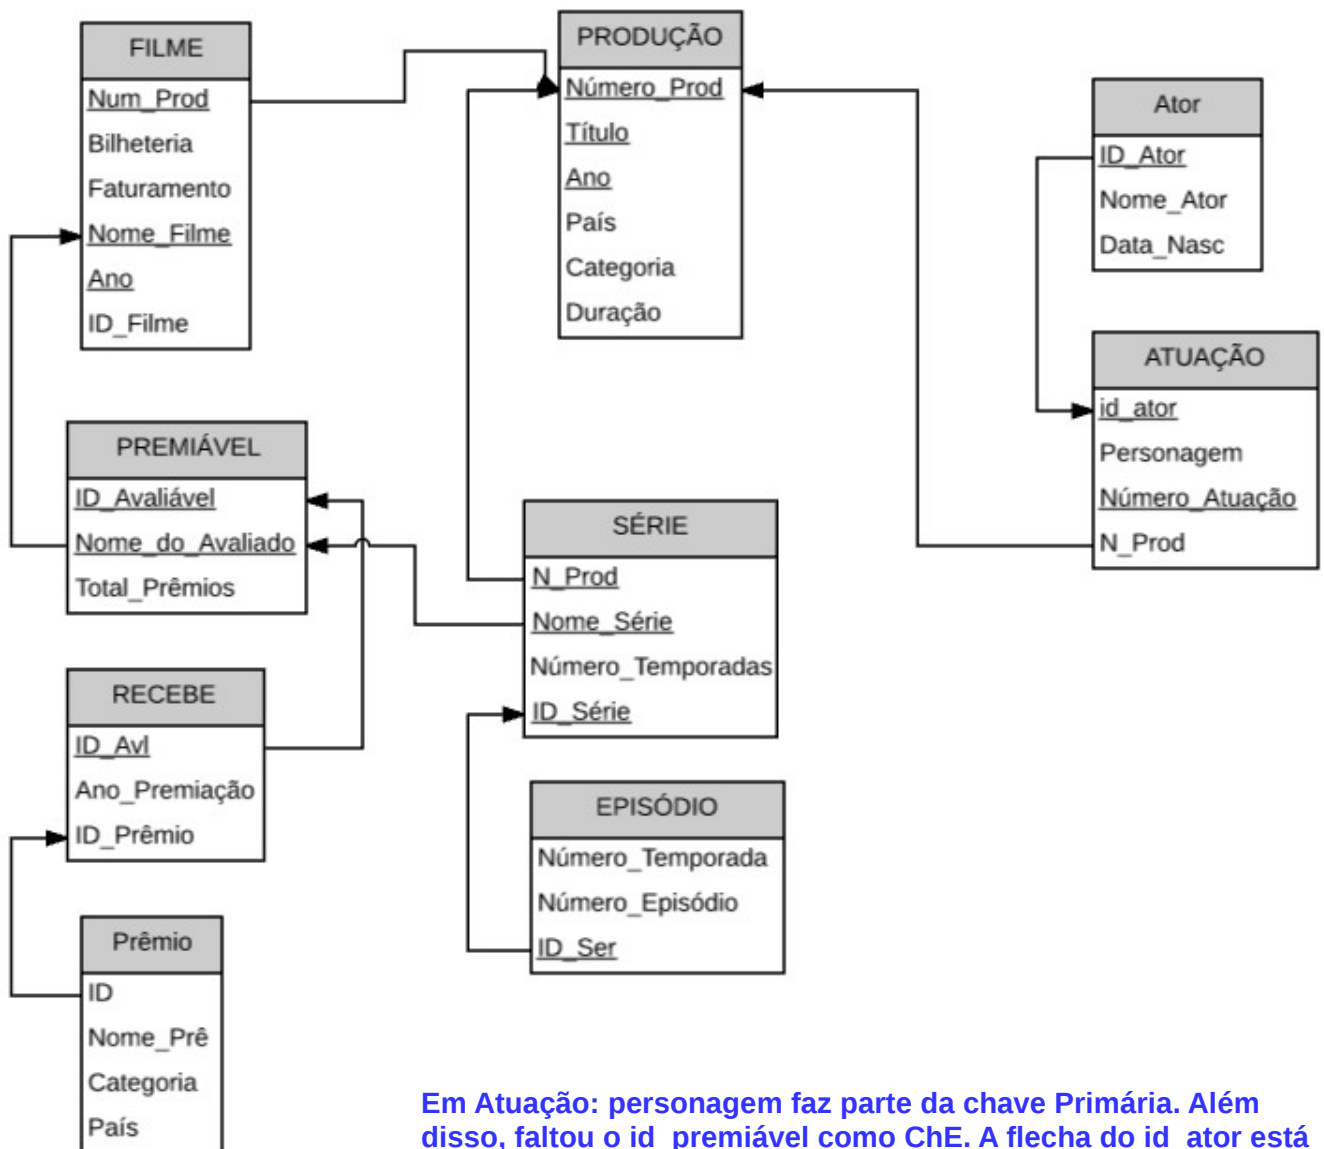 FILME
Num_Prod
Bilheteria
Faturamento
Nome_Filme
Ano
ID_Filme
PRODUÇÃO
Número_Prod
Título
Ano
País
Categoria
Duração
Ator
ID_Ator
Nome_Ator
Data_Nasc
ATUAÇÃO
id_ator
Personagem
Número_Atuação
N_Prod
PREMIÁVEL
ID_Avaliável
Nome_do_Avaliado
Total_Prêmios
SÉRIE
N_Prod
Nome_Série
Número_Temporadas
ID_Série
RECEBE
ID_Avl
Ano_Premiação
ID_Prêmio
EPISÓDIO
Número_Temporada
Número_Episódio
ID_Ser
Prêmio
ID
Nome_Prê
Categoria
País
Em Atuação: personagem faz parte da chave Primária. Além
disso, faltou o id_premiável como ChE. A flecha do id_ator está